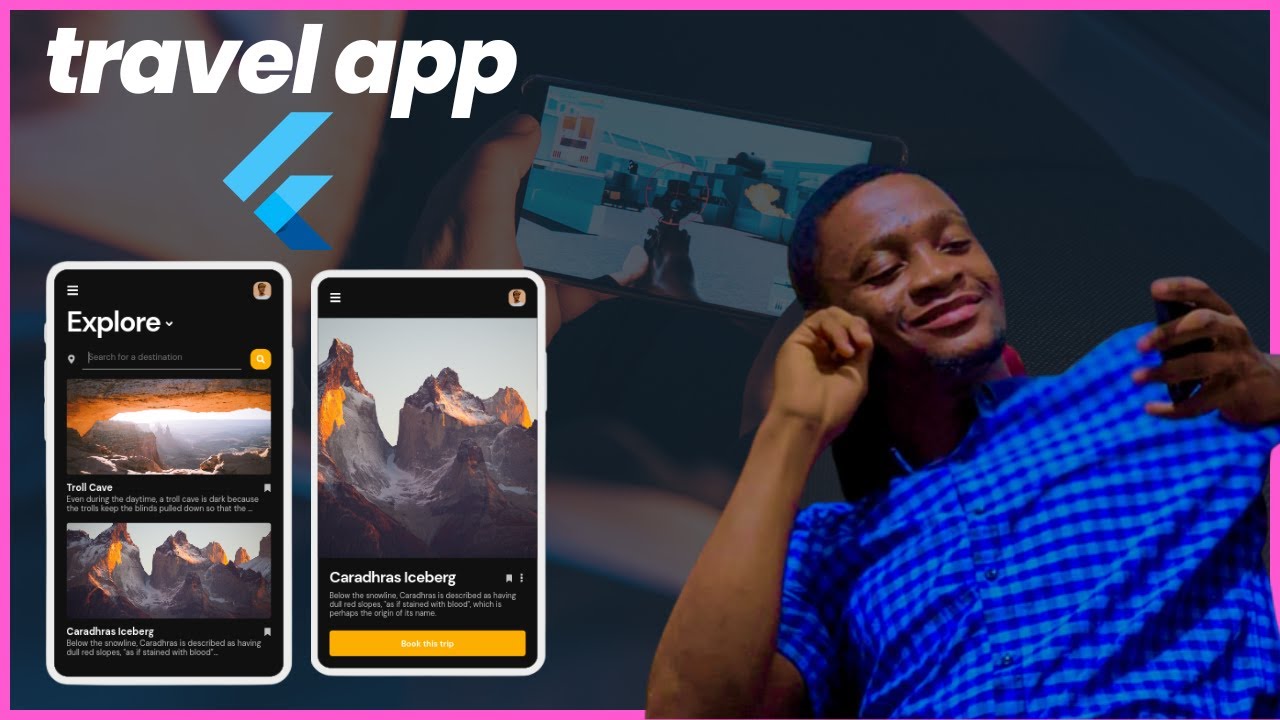 travel app
Explore
Search for a destination
Troll Cave
Even during the daytime, a troll cave is dark because
the trolls keep the blinds pulled down so that the ...
Caradhras Iceberg
Below the snowline, Caradhras is described as having
dull red slopes, "as if stained with blood"...
Caradhras Iceberg
Below the snowline, Caradhras is described as having
dull red slopes, "as if stained with blood", which is
perhaps the origin of its name.
Book this trip